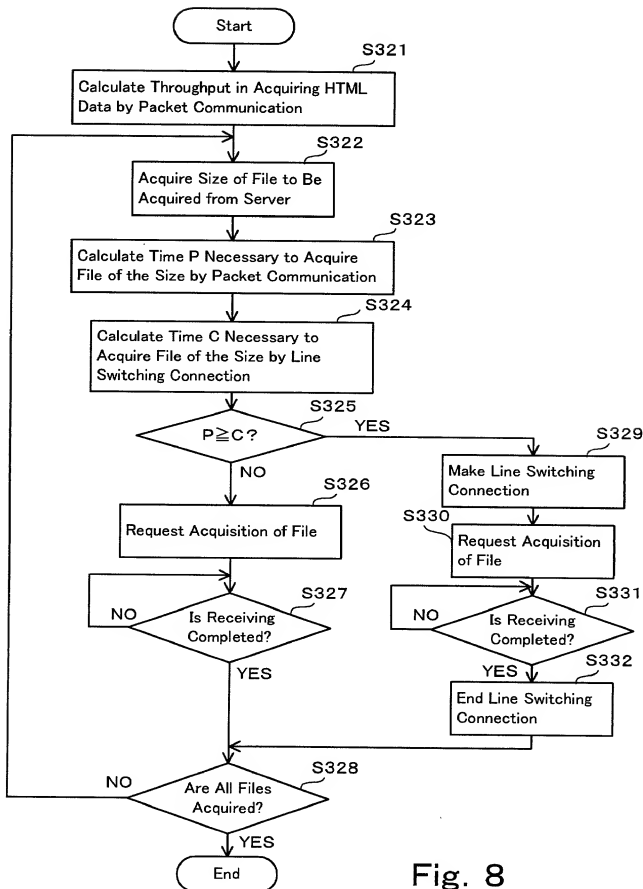 Start
S321
Calculate Throughput in Acquiring HTML
Data by Packet Communication
S322
Acquire Size of File to Be
Acquired from Server
S323
Calculate Time P Necessary to Acquire
File of the Size by Packet Communication
S324
Calculate Time C Necessary to
Acquire File of the Size by Line
Switching Connection
S325
P≧C?
YES
NO
S329
Make Line Switching
Connection
S326
Request Acquisition of File
S330
Request Acquisition
of File
S327
Is Receiving
Completed?
NO
YES
S331
Is Receiving
Completed?
NO
YES
S332
End Line Switching
Connection
S328
Are All Files
Acquired?
NO
YES
End
Fig. 8